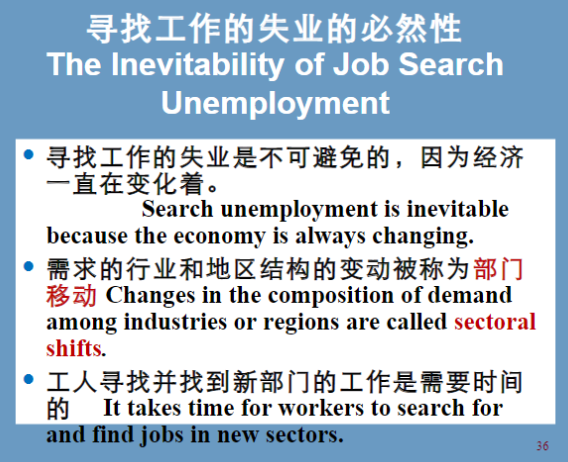 寻找工作的失业的必然性
The Inevitability of Job Search
Unemployment
• 寻找工作的失业是不可避免的，因为经济
一直在变化着。
Search unemployment is inevitable
because the economy is always changing.
• 需求的行业和地区结构的变动被称为部门
移动 Changes in the composition of demand
among industries or regions are called sectoral
shifts.
• 工人寻找并找到新部门的工作是需要时间
的 It takes time for workers to search for
and find jobs in new sectors.
36